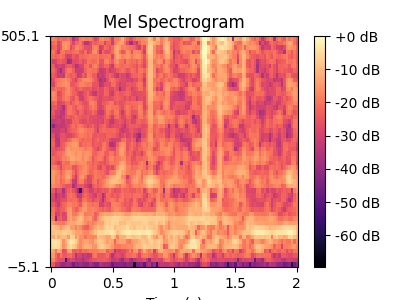 Mel Spectrogram
505.1
−5.1
0
0.5
1
1.5
2
+0 dB
-10 dB
-20 dB
-30 dB
-40 dB
-50 dB
-60 dB